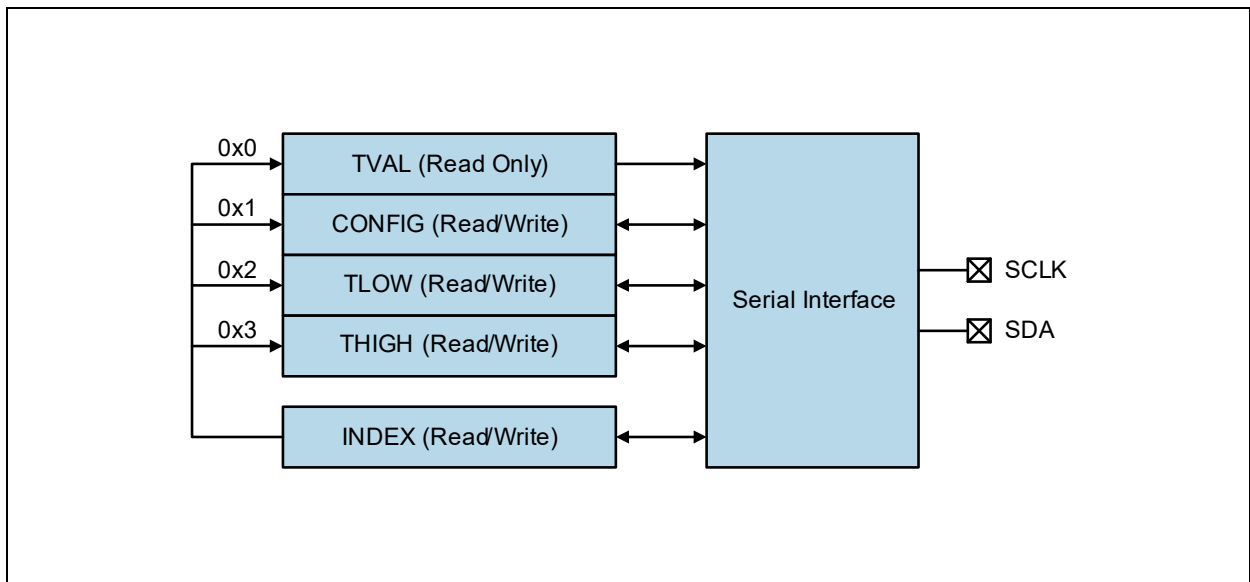 0x0
TVAL (Read Only)
0x1
CONFIG (Read/Write)
0x2
TLOW (Read/Write)
0x3
THIGH (Read/Write)
INDEX (Read/Write)
Serial Interface
SCLK
SDA